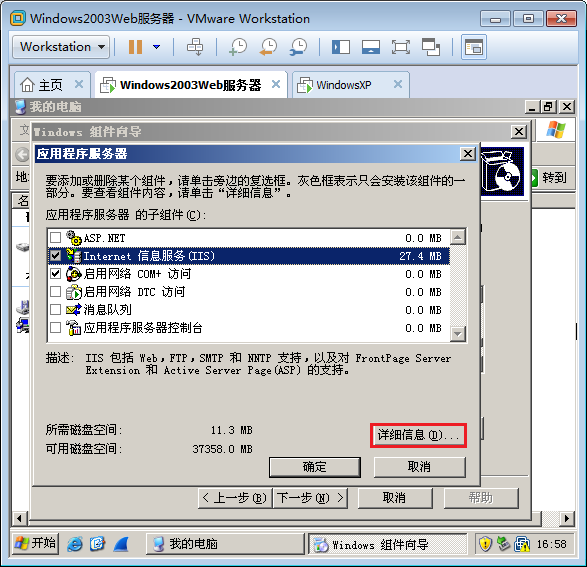 Windows2003Web服务器 - VMware Workstation
Workstation
主页
Windows2003Web服务器
WindowsXP
我的电脑
Windows 组件向导
应用程序服务器
转到
要添加或删除某个组件，请单击旁边的复选框。灰色框表示只会安装该组件的一
部分。要查看组件内容，请单击“详细信息”。
应用程序服务器 的子组件(C):
ASP.NET 0.0 MB
Internet 信息服务(IIS) 27.4 MB
启用网络 COM+ 访问 0.0 MB
启用网络 DTC 访问 0.0 MB
消息队列 0.0 MB
应用程序服务器控制台 0.0 MB
描述: IIS 包括 Web，FTP，SMTP 和 NNTP 支持，以及对 FrontPage Server
Extension 和 Active Server Page(ASP) 的支持。
所需磁盘空间: 11.3 MB
详细信息(D)...
可用磁盘空间: 37358.0 MB
确定 取消
< 上一步(B) 下一步(N) > 取消 帮助
开始 我的电脑 Windows 组件向导 16:58